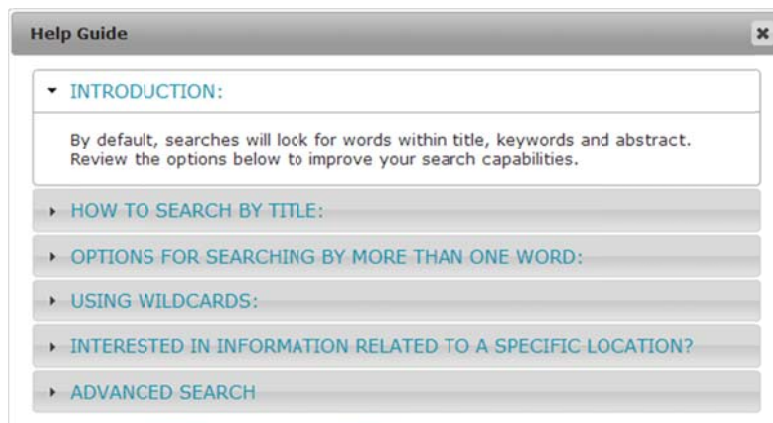 Help Guide
INTRODUCTION:
By default, searches will look for words within title, keywords and abstract.
Review the options below to improve your search capabilities.
HOW TO SEARCH BY TITLE:
OPTIONS FOR SEARCHING BY MORE THAN ONE WORD:
USING WILDCARDS:
INTERESTED IN INFORMATION RELATED TO A SPECIFIC LOCATION?
ADVANCED SEARCH